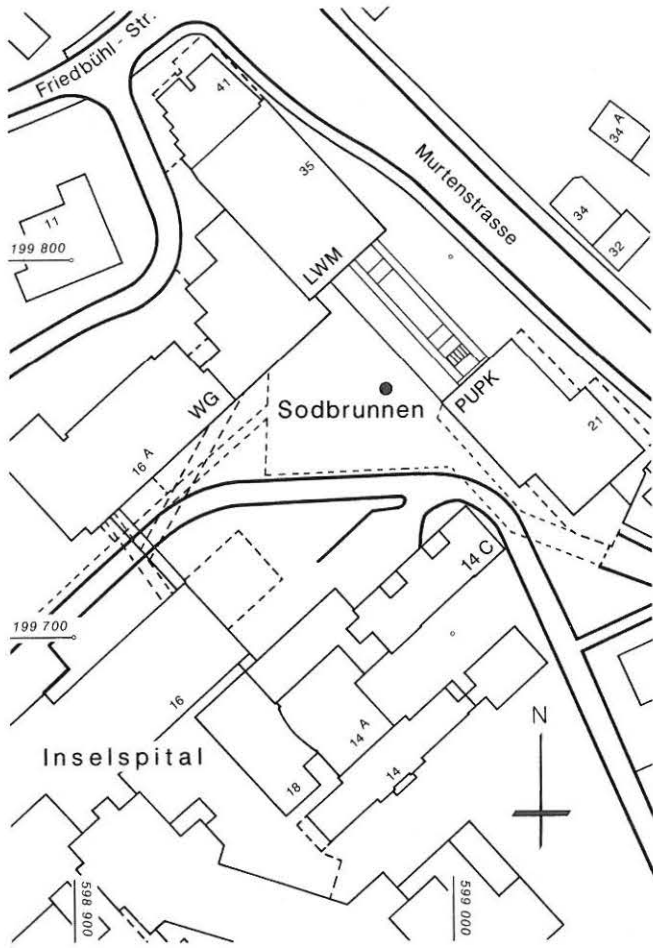 Friedbühl - Str.
41
34 A
35
Murtenstrasse
11
34
32
199 800
LWM
WG
Sodbrunnen
PUPK
21
16 A
14 C
199 700
16
14 A
N
Inselspital
18
14
598 900
599 000